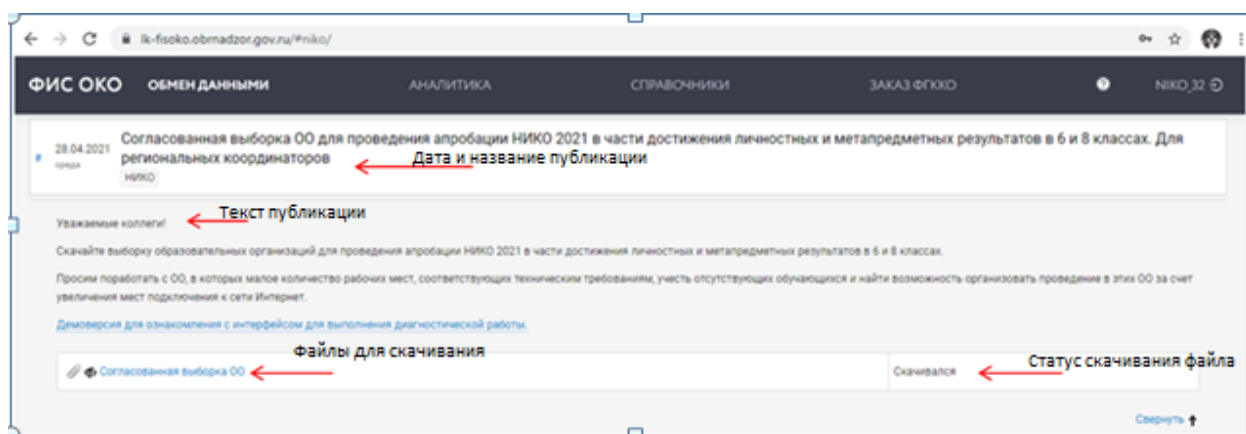 lk-fisoko.obrnadzor.gov.ru/#niko/
ФИС ОКО ОБМЕН ДАННЫМИ АНАЛИТИКА СПРАВОЧНИКИ ЗАКАЗ ФГККО ? NIKO_32
28.04.2021 Согласованная выборка ОО для проведения апробации НИКО 2021 в части достижения личностных и метапредметных результатов в 6 и 8 классах. Для
# среда региональных координаторов Дата и название публикации
НИКО
Текст публикации
Уважаемые коллеги!
Скачайте выборку образовательных организаций для проведения апробации НИКО 2021 в части достижения личностных и метапредметных результатов в 6 и 8 классах.
Просим поработать с ОО, в которых малое количество рабочих мест, соответствующих техническим требованиям, учесть отсутствующих обучающихся и найти возможность организовать проведение в этих ОО за счет
увеличения мест подключения к сети Интернет.
Демоверсия для ознакомления с интерфейсом для выполнения диагностической работы.
Файлы для скачивания
Согласованная выборка ОО Скачивался Статус скачивания файла
Свернуть